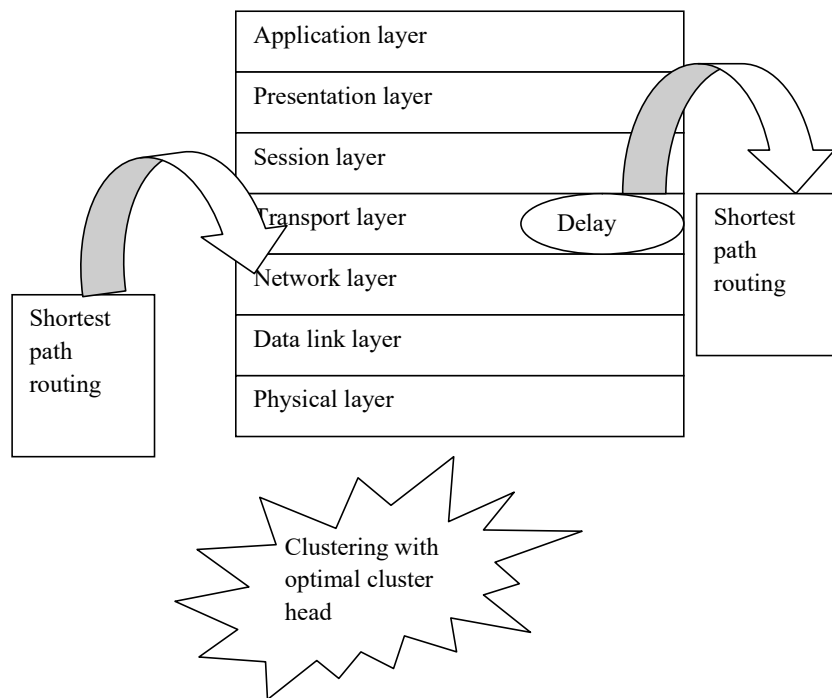 Application layer
Presentation layer
Session layer
Transport layer
Delay
Network layer
Data link layer
Physical layer
Shortest
path
routing
Shortest
path
routing
Clustering with
optimal cluster
head